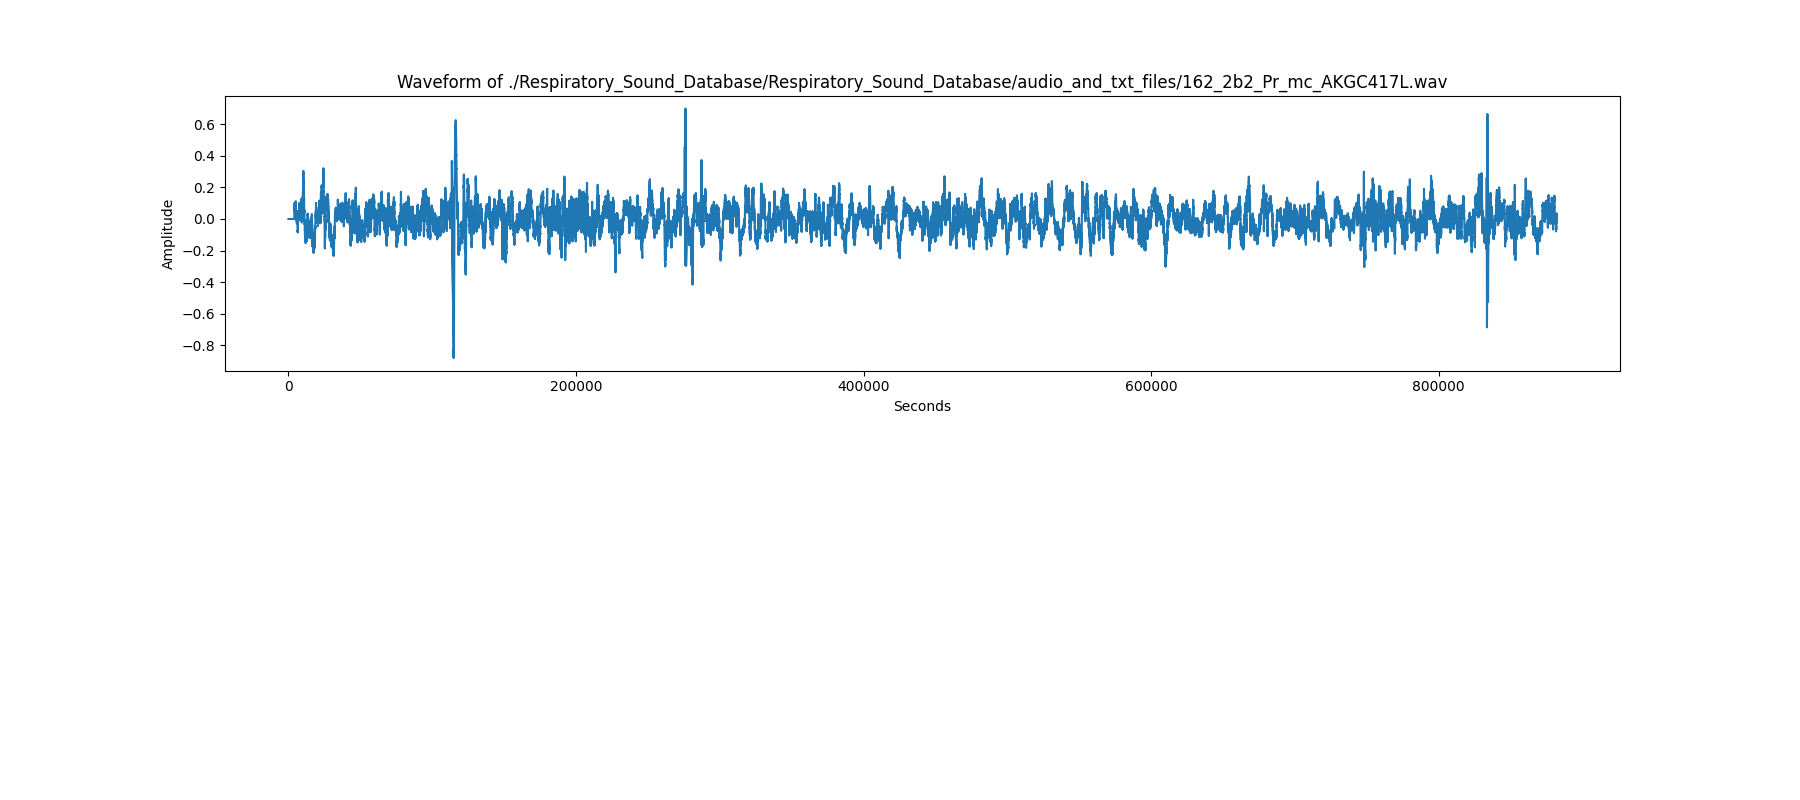 Waveform of ./Respiratory_Sound_Database/Respiratory_Sound_Database/audio_and_txt_files/162_2b2_Pr_mc_AKGC417L.wav
0.6
0.4
0.2
0.0
−0.2
−0.4
−0.6
−0.8
Amplitude
0 200000 400000 600000 800000
Seconds